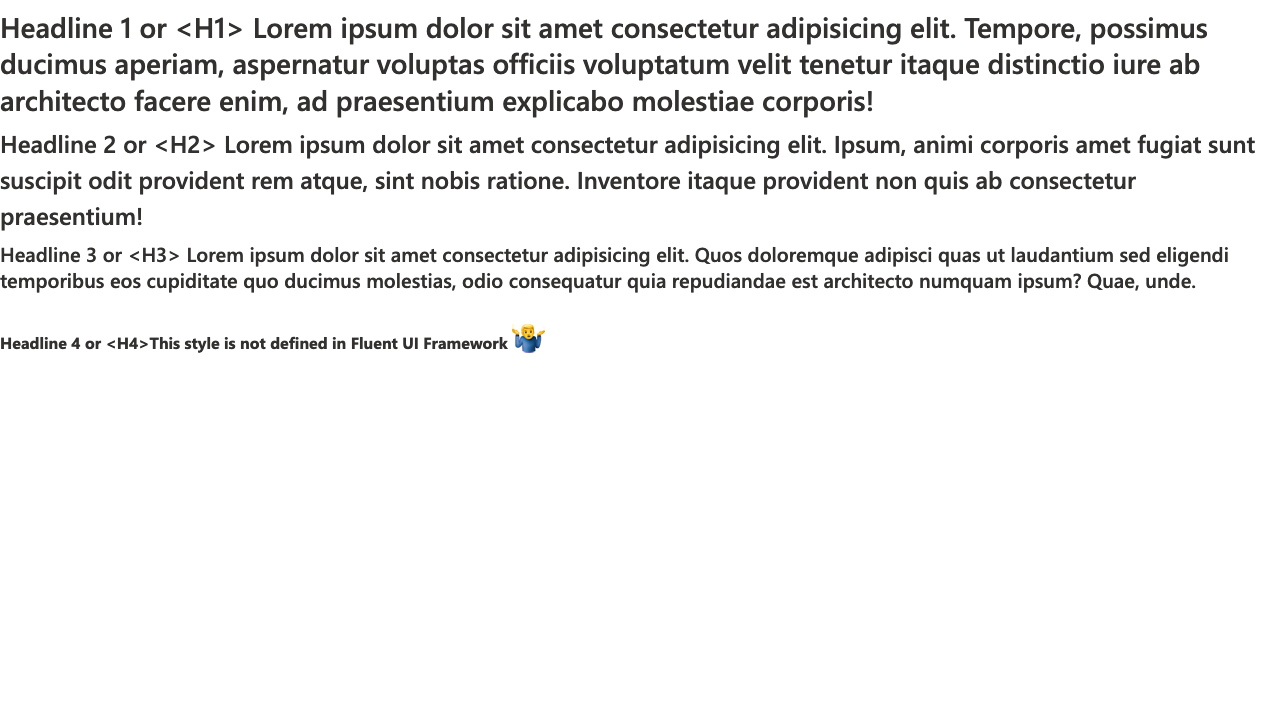 Headline 1 or <H1> Lorem ipsum dolor sit amet consectetur adipisicing elit. Tempore, possimus
ducimus aperiam, aspernatur voluptas officiis voluptatum velit tenetur itaque distinctio iure ab
architecto facere enim, ad praesentium explicabo molestiae corporis!
Headline 2 or <H2> Lorem ipsum dolor sit amet consectetur adipisicing elit. Ipsum, animi corporis amet fugiat sunt
suscipit odit provident rem atque, sint nobis ratione. Inventore itaque provident non quis ab consectetur
praesentium!
Headline 3 or <H3> Lorem ipsum dolor sit amet consectetur adipisicing elit. Quos doloremque adipisci quas ut laudantium sed eligendi
temporibus eos cupiditate quo ducimus molestias, odio consequatur quia repudiandae est architecto numquam ipsum? Quae, unde.
Headline 4 or <H4>This style is not defined in Fluent UI Framework 🤷‍♂️